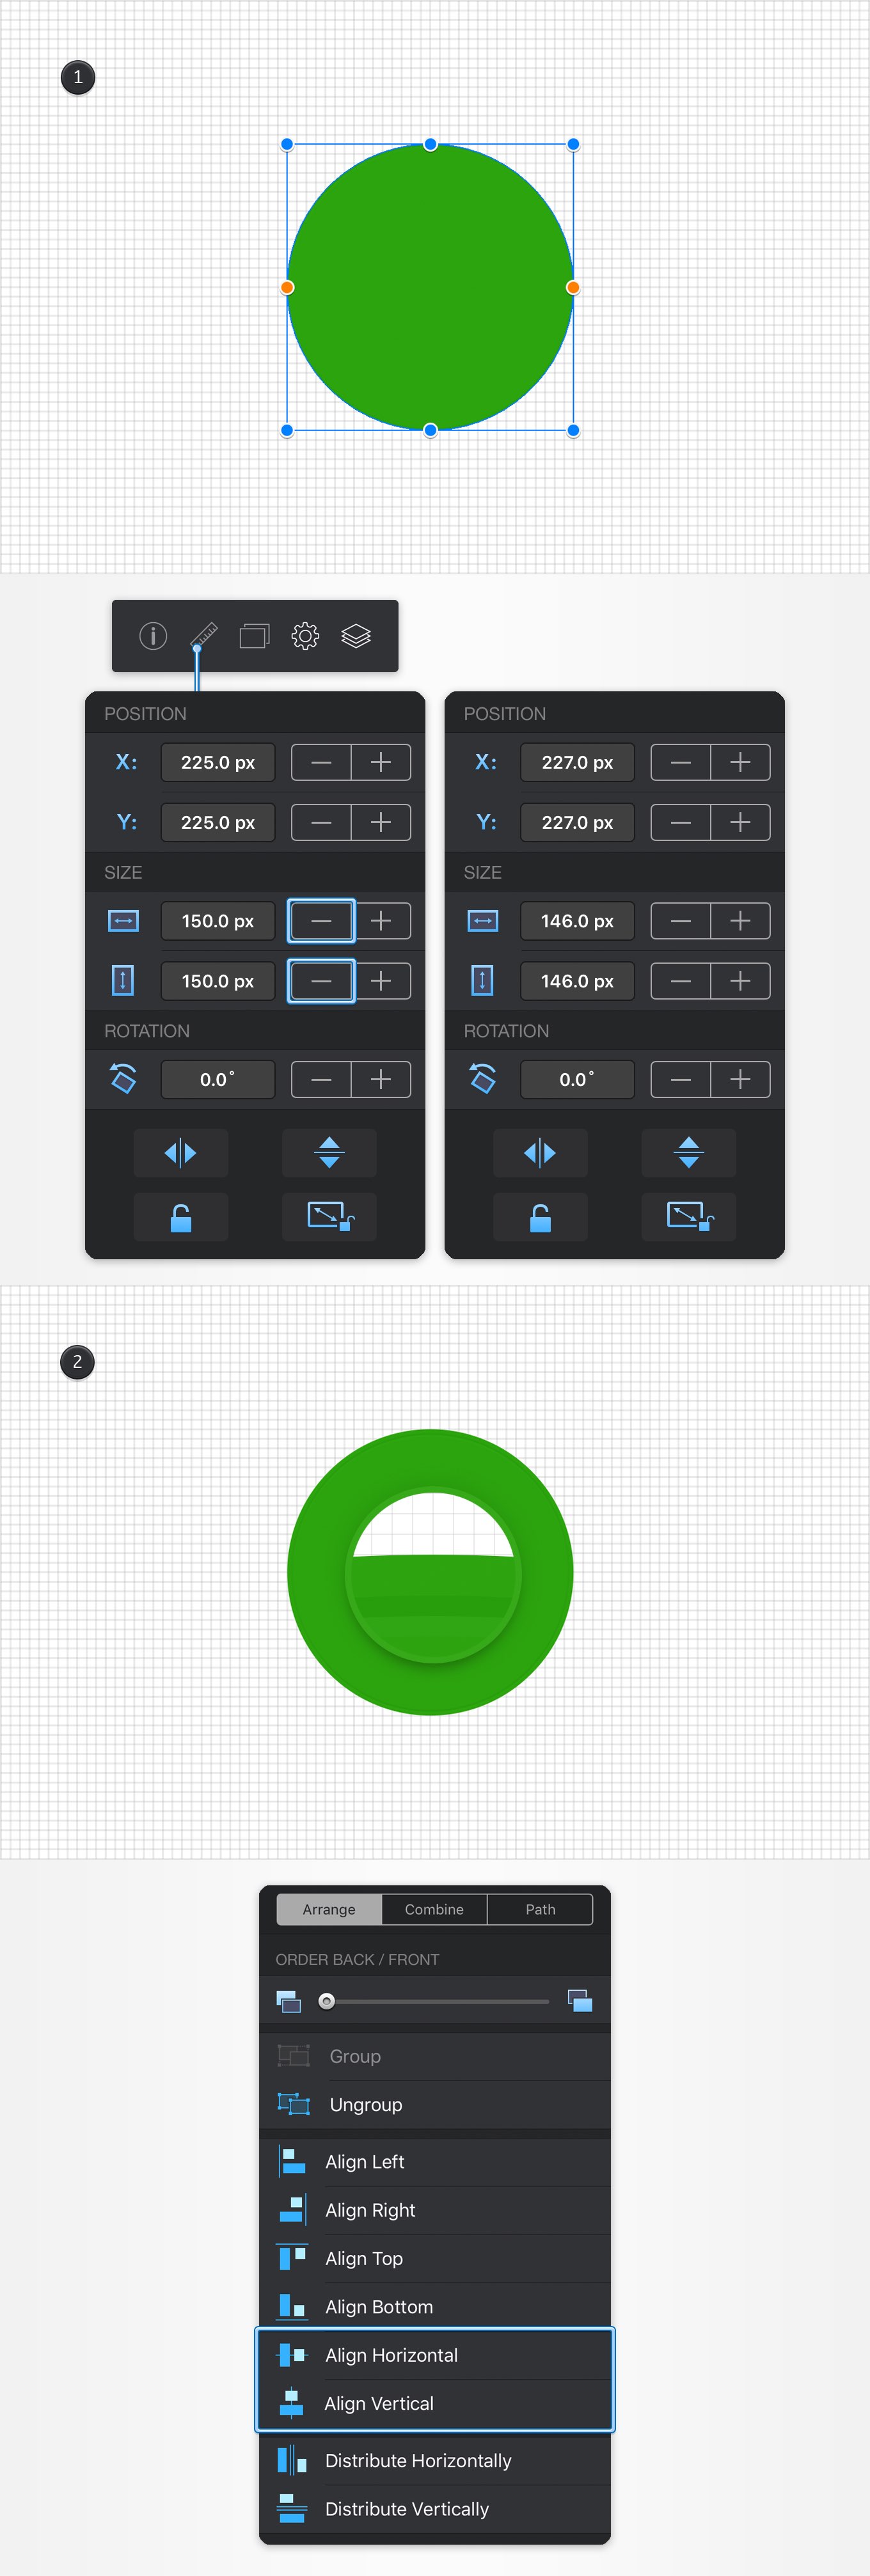 1
POSITION
X: 225.0 px
Y: 225.0 px
SIZE
150.0 px
150.0 px
ROTATION
0.0°
POSITION
X: 227.0 px
Y: 227.0 px
SIZE
146.0 px
146.0 px
ROTATION
0.0°
2
Arrange Combine Path
ORDER BACK / FRONT
Group
Ungroup
Align Left
Align Right
Align Top
Align Bottom
Align Horizontal
Align Vertical
Distribute Horizontally
Distribute Vertically